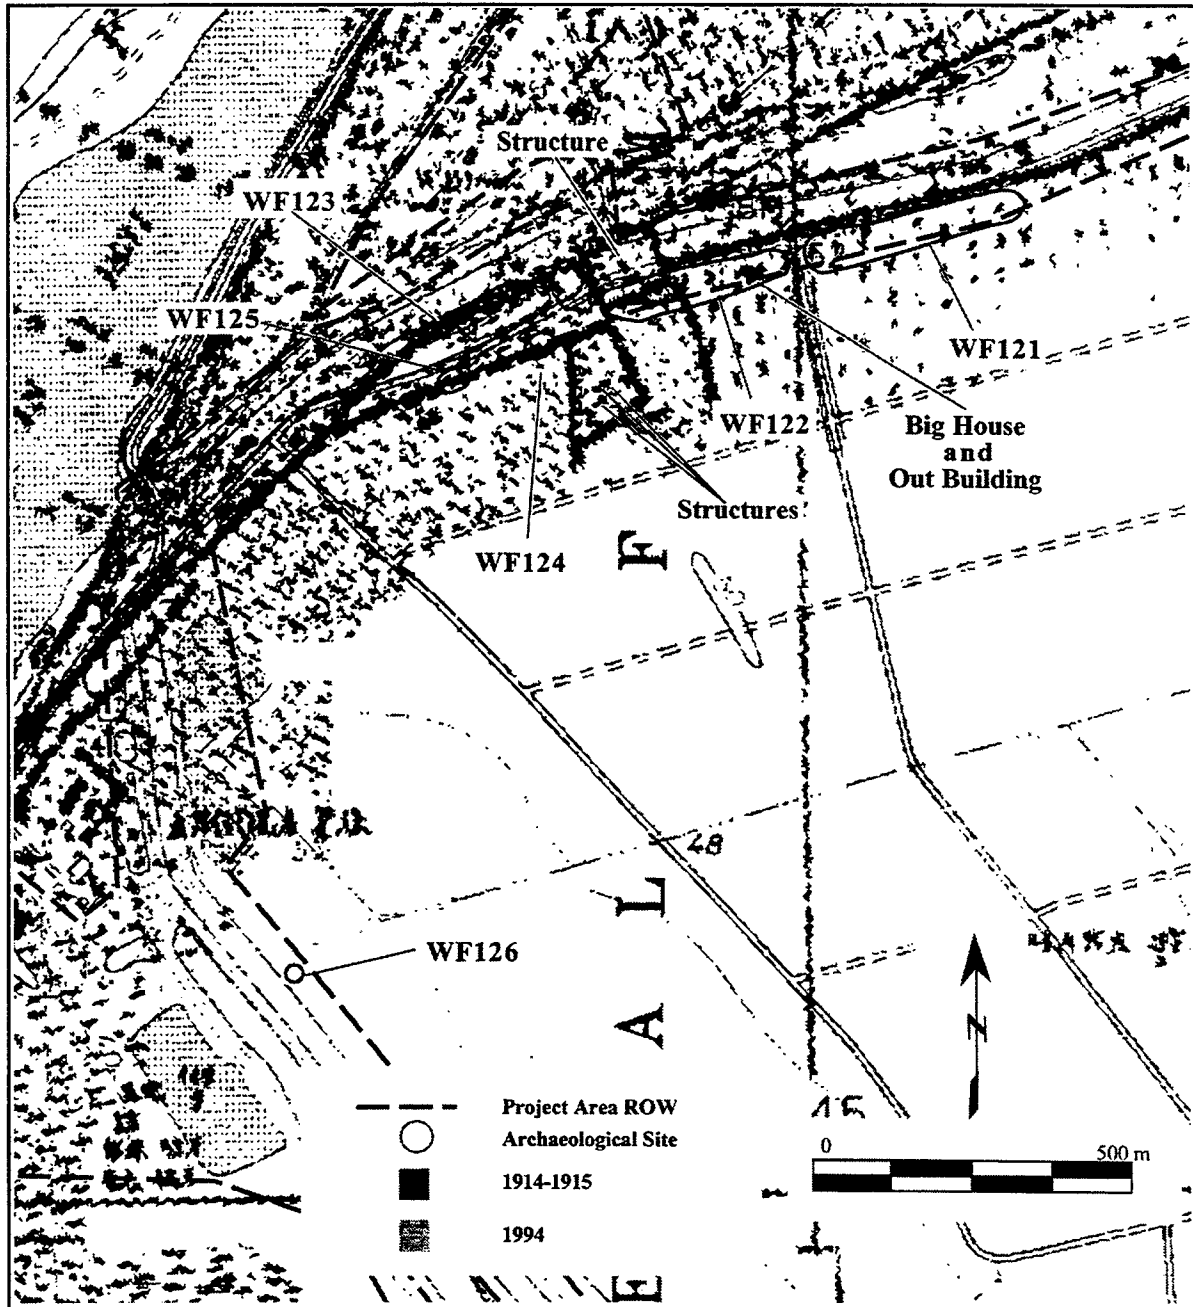 Structure
WF123
WF125
WF121
WF122
Big House
and
Out Building
Structures
WF124
F
48
L
WF126
A
N
Project Area ROW
Archaeological Site
0
500 m
1914-1915
1994
E